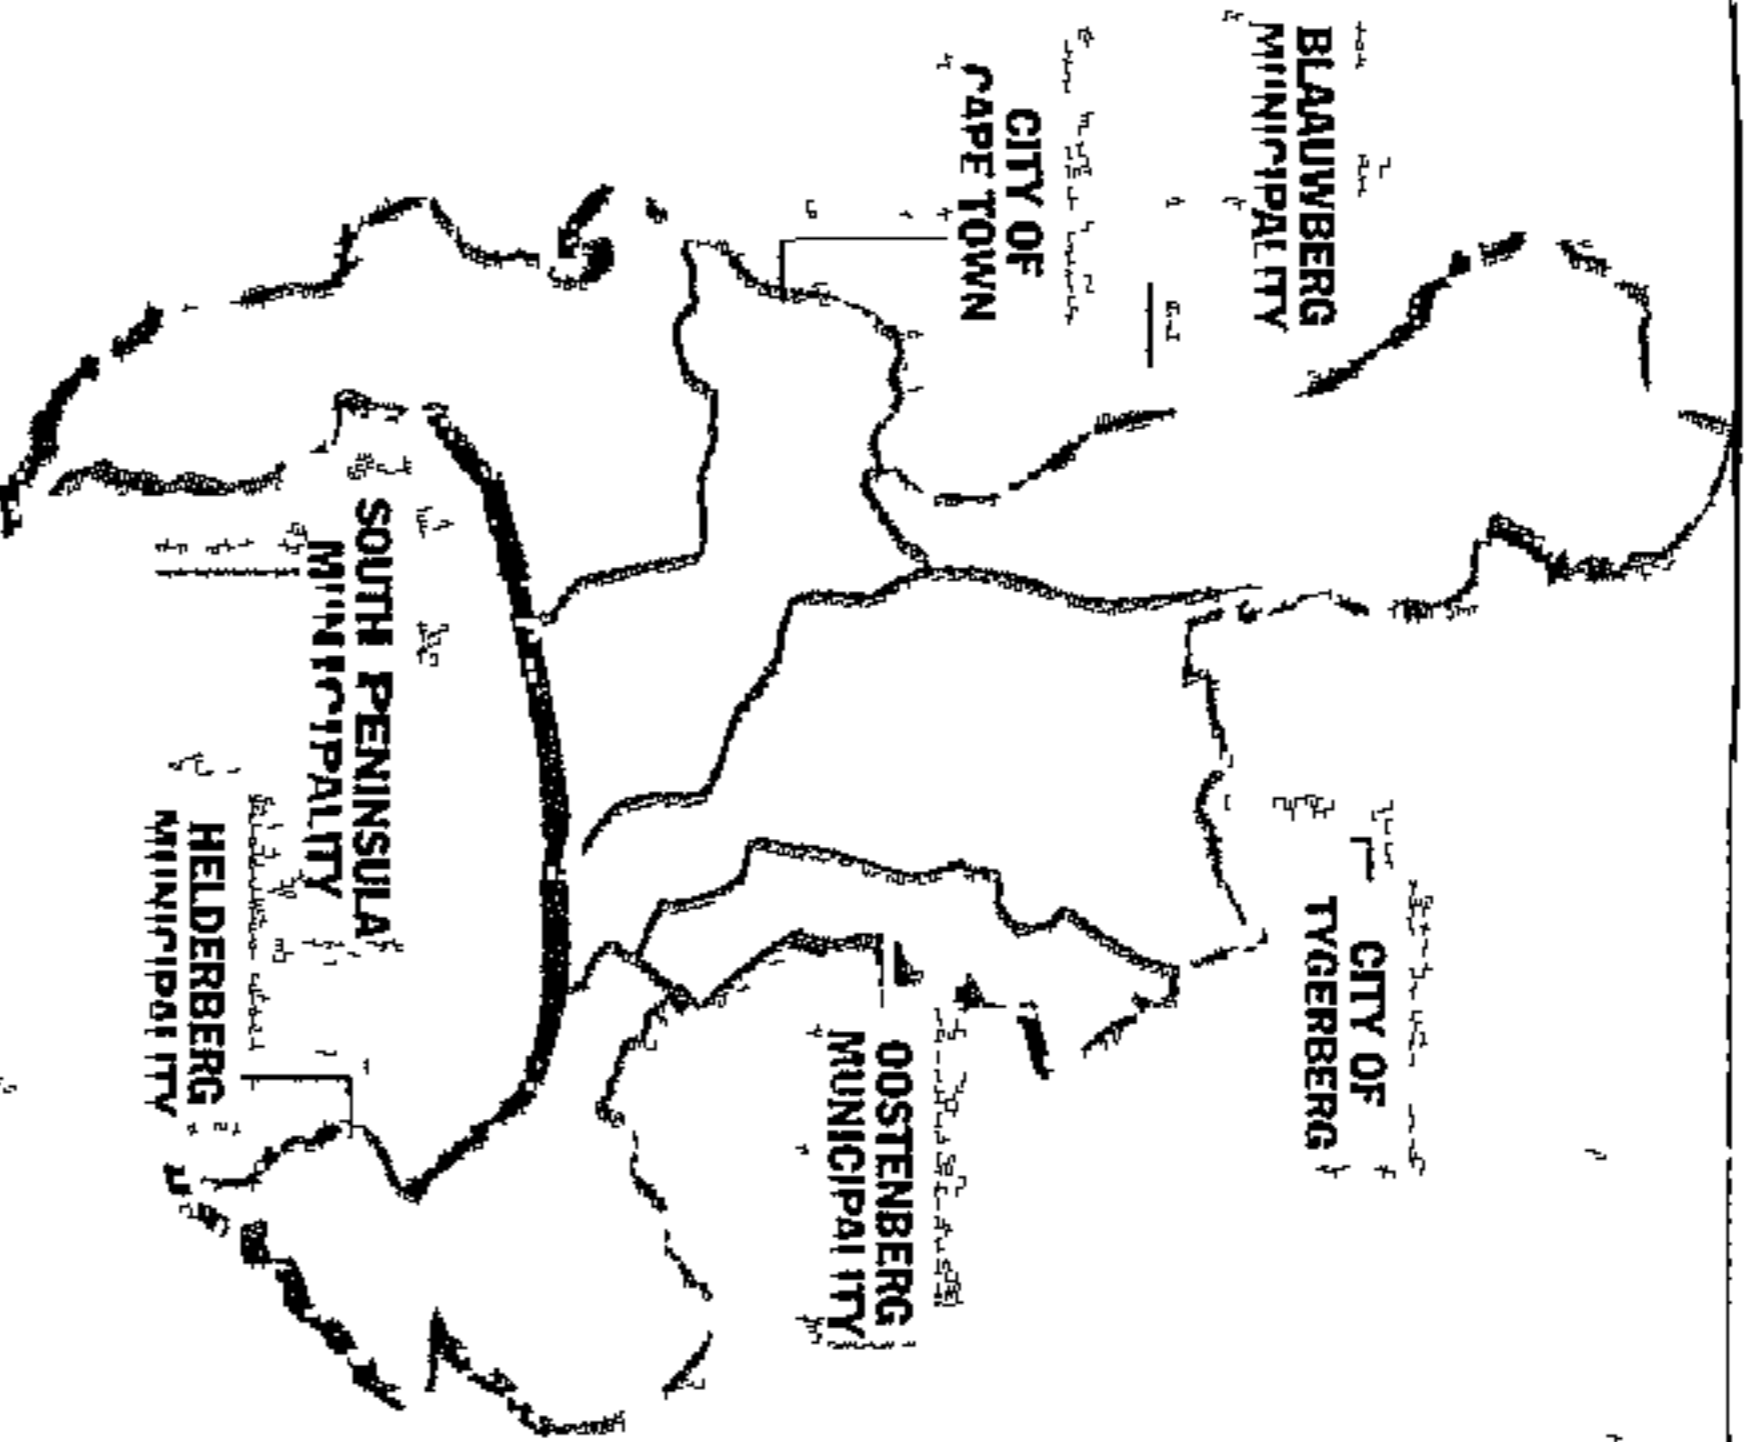 BLAAUWBERG
MUNICIPALITY
CITY OF
CAPE TOWN
CITY OF
TYGERBERG
OOSTENBERG
MUNICIPALITY
SOUTH PENINSULA
MUNICIPALITY
HELDERBERG
MUNICIPALITY